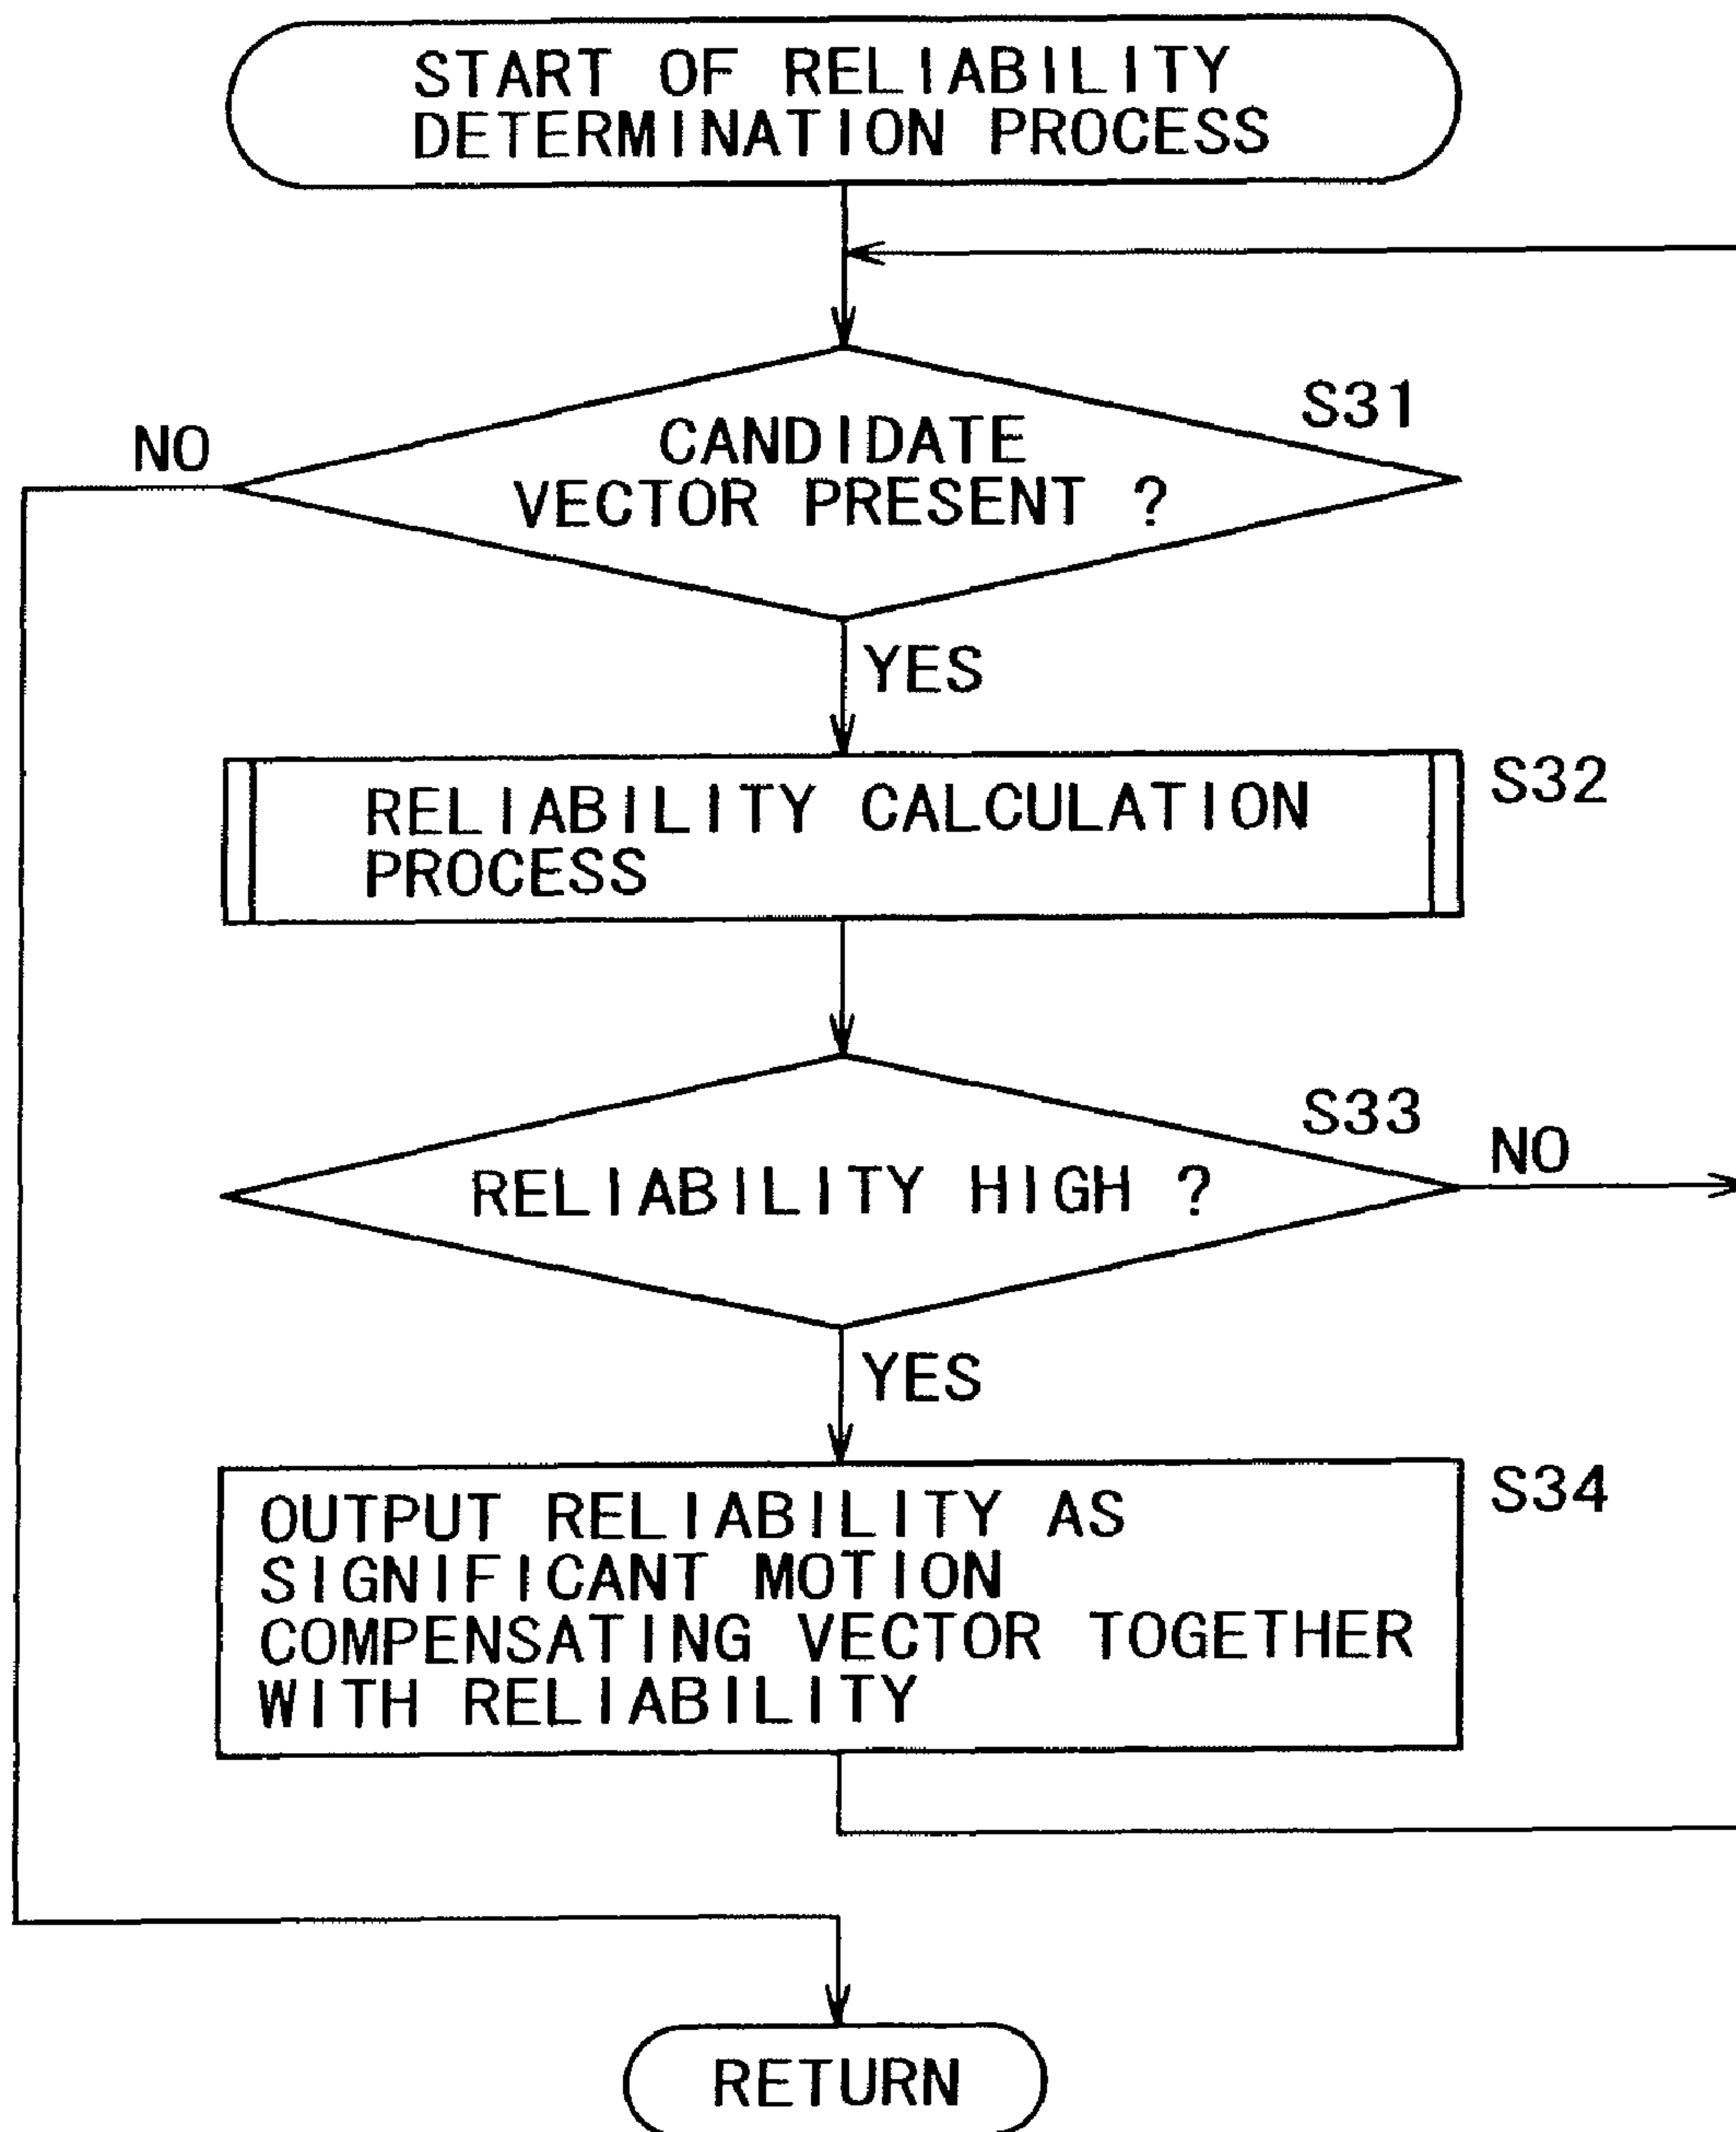 START OF RELIABILITY
DETERMINATION PROCESS
S31
NO
CANDIDATE
VECTOR PRESENT ?
YES
S32
RELIABILITY CALCULATION
PROCESS
S33
NO
RELIABILITY HIGH ?
YES
S34
OUTPUT RELIABILITY AS
SIGNIFICANT MOTION
COMPENSATING VECTOR TOGETHER
WITH RELIABILITY
RETURN